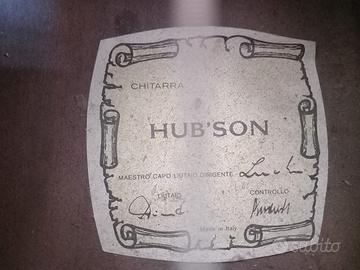 CHITARRA
HUB'SON
MAESTRO CAPO LIUTAIO DIRIGENTE
LIUTAIO CONTROLLO
Made in Italy
subito